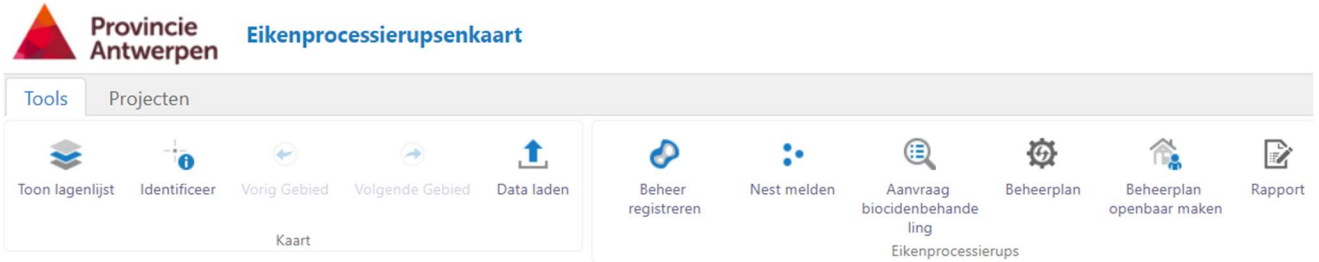 Provincie
Antwerpen
Eikenprocessierupsenkaart
Tools Projecten
Toon lagenlijst Identificeer Vorig Gebied Volgende Gebied Data laden
Kaart
Beheer
registreren
Nest melden
Aanvraag
biocidenbehande
ling
Beheerplan
Beheerplan
openbaar maken
Rapport
Eikenprocessierups